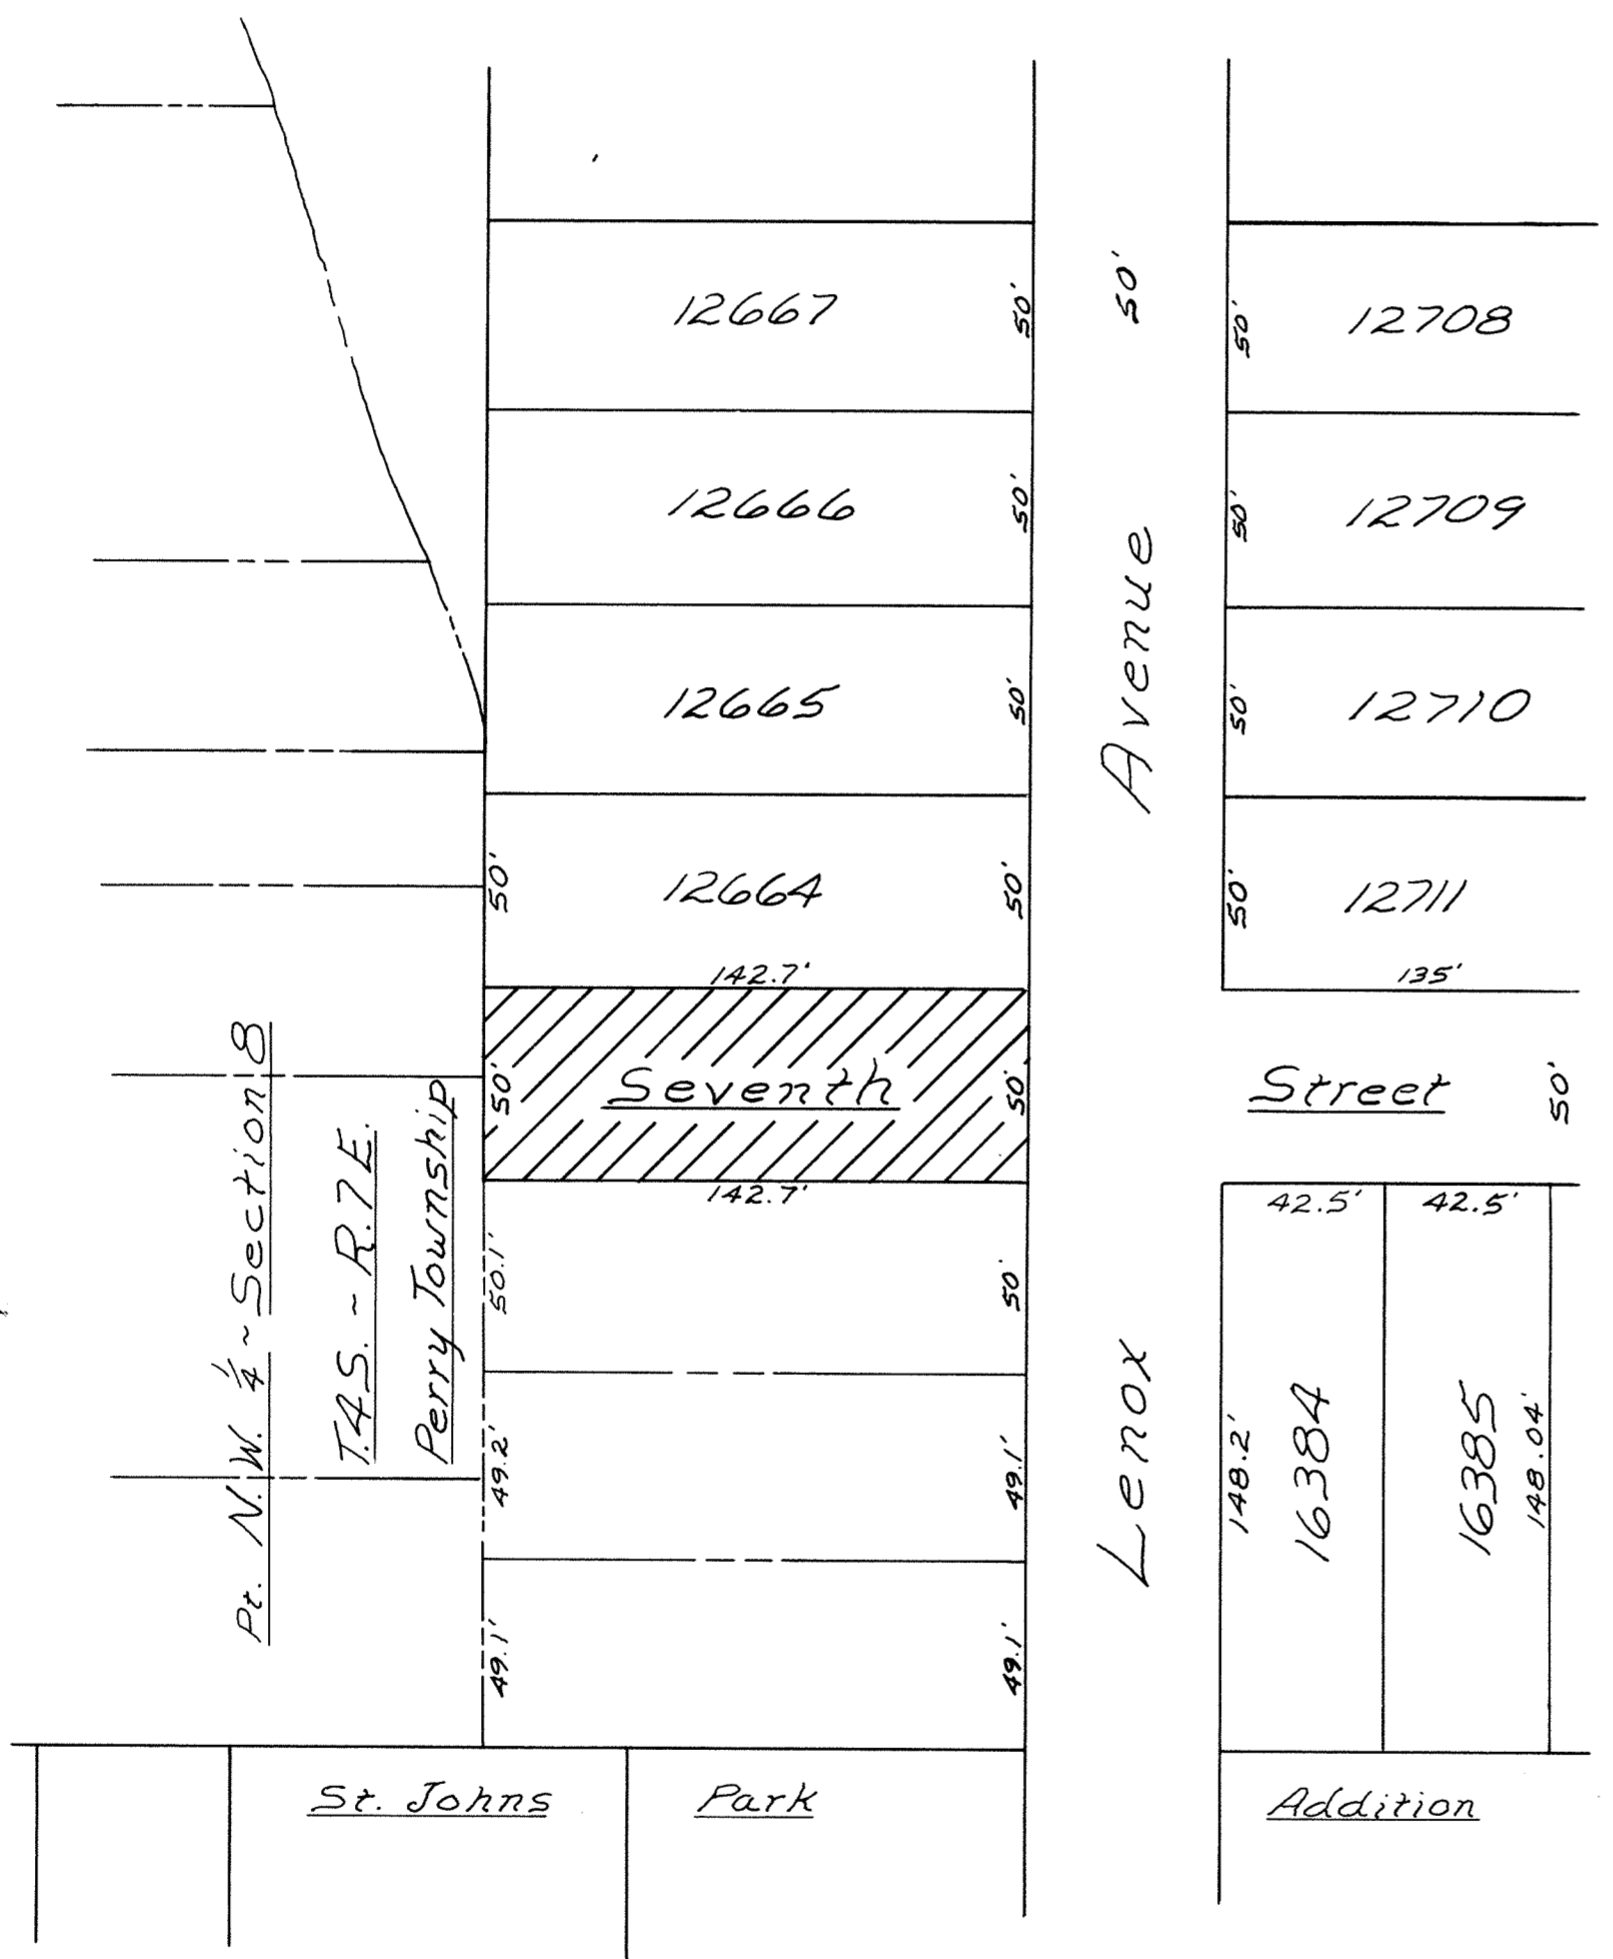 12667 50' 50' 50' 12708
12666 50' 50' 12709
Lenox Avenue
12665 50' 50' 12710
50' 12664 50' 50' 12711
142.7' 135'
50' Seventh 50' Street 50'
142.7' 42.5' 42.5'
Pt. N.W. 1/4 ~ Section 8
T.4S. ~ R.7E.
Perry Township
50.1' 50'
49.2' 49.1' 148.2' 16384 16385 148.04'
49.1' 49.1'
St. Johns Park Addition